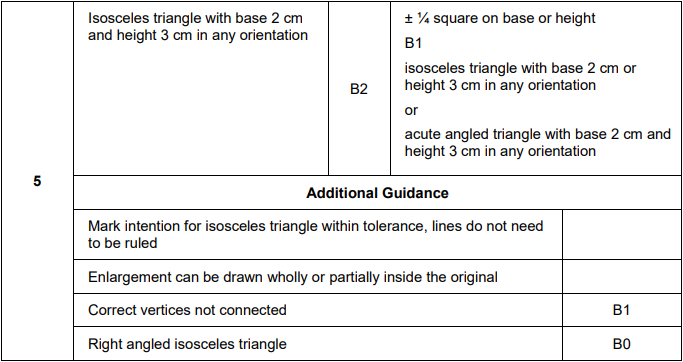 Isosceles triangle with base 2 cm
and height 3 cm in any orientation
B2
± ¼ square on base or height
B1
isosceles triangle with base 2 cm or
height 3 cm in any orientation
or
acute angled triangle with base 2 cm and
height 3 cm in any orientation
5
Additional Guidance
Mark intention for isosceles triangle within tolerance, lines do not need
to be ruled
Enlargement can be drawn wholly or partially inside the original
Correct vertices not connected
B1
Right angled isosceles triangle
B0